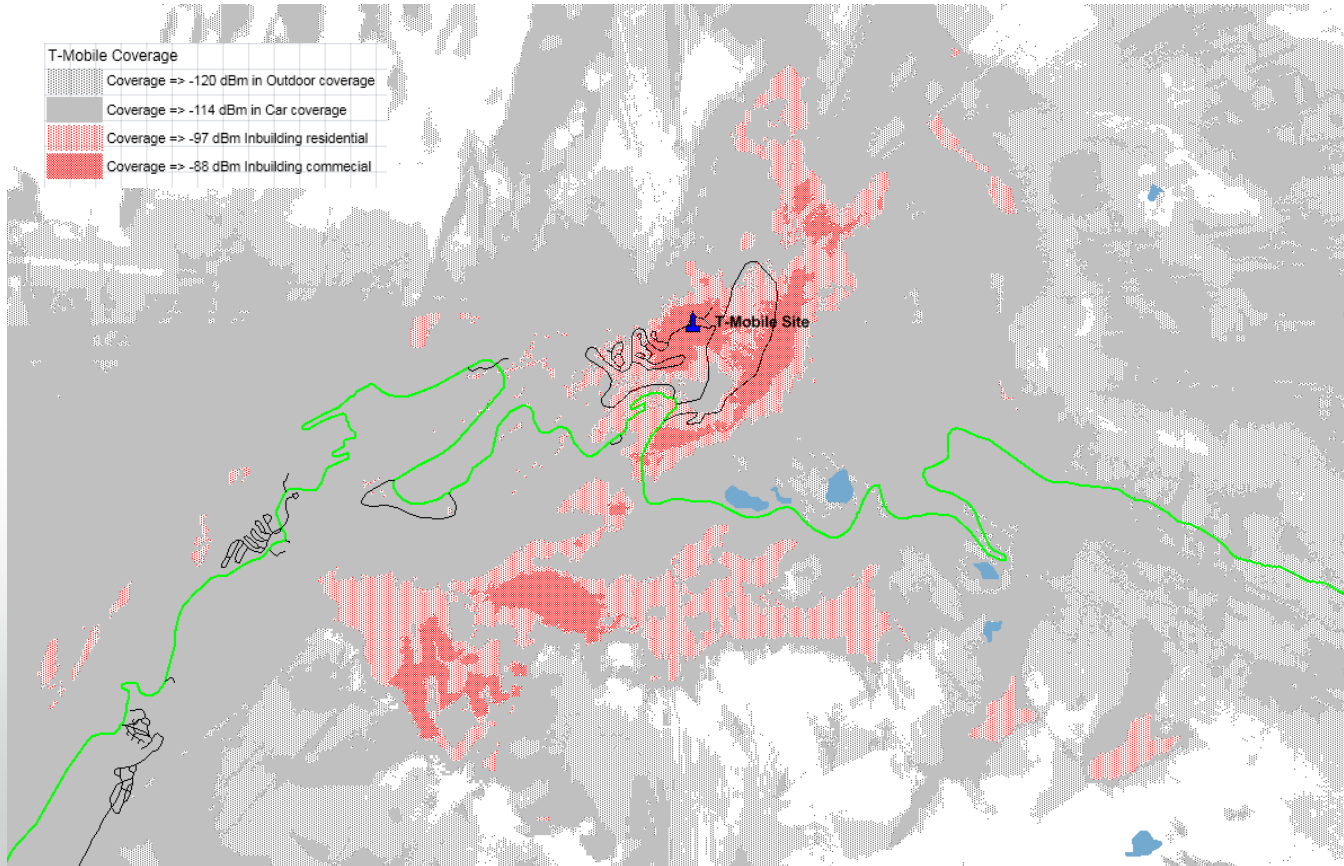 T-Mobile Coverage
Coverage => -120 dBm in Outdoor coverage
Coverage => -114 dBm in Car coverage
Coverage => -97 dBm Inbuilding residential
Coverage => -88 dBm Inbuilding commecial
T-Mobile Site